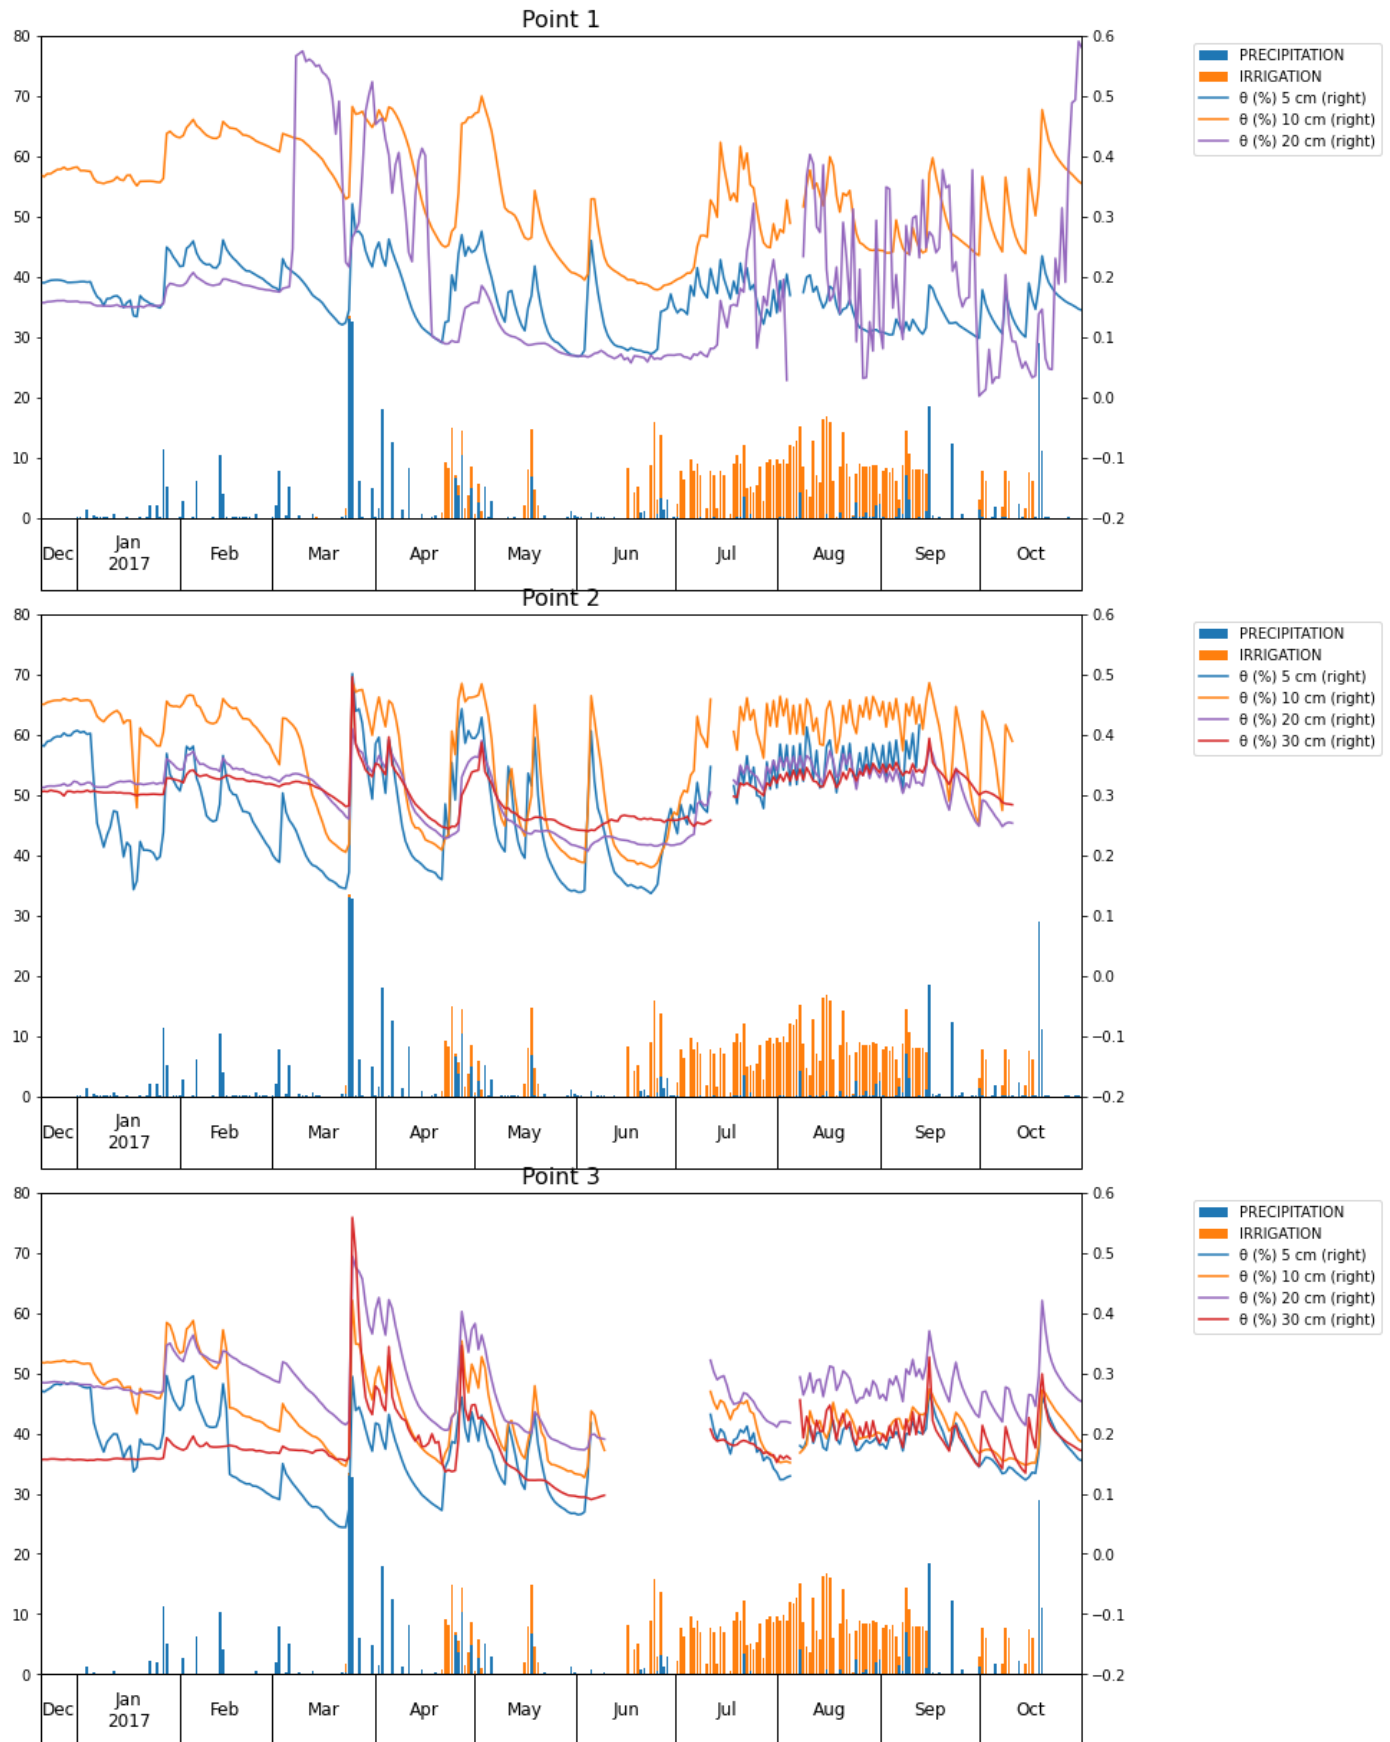 Point 1
80
70
60
50
40
30
20
10
0
0.6
0.5
0.4
0.3
0.2
0.1
0.0
−0.1
−0.2
Dec Jan Feb Mar Apr May Jun Jul Aug Sep Oct
2017
PRECIPITATION
IRRIGATION
θ (%) 5 cm (right)
θ (%) 10 cm (right)
θ (%) 20 cm (right)
Point 2
80
70
60
50
40
30
20
10
0
0.6
0.5
0.4
0.3
0.2
0.1
0.0
−0.1
−0.2
Dec Jan Feb Mar Apr May Jun Jul Aug Sep Oct
2017
PRECIPITATION
IRRIGATION
θ (%) 5 cm (right)
θ (%) 10 cm (right)
θ (%) 20 cm (right)
θ (%) 30 cm (right)
Point 3
80
70
60
50
40
30
20
10
0
0.6
0.5
0.4
0.3
0.2
0.1
0.0
−0.1
−0.2
Dec Jan Feb Mar Apr May Jun Jul Aug Sep Oct
2017
PRECIPITATION
IRRIGATION
θ (%) 5 cm (right)
θ (%) 10 cm (right)
θ (%) 20 cm (right)
θ (%) 30 cm (right)